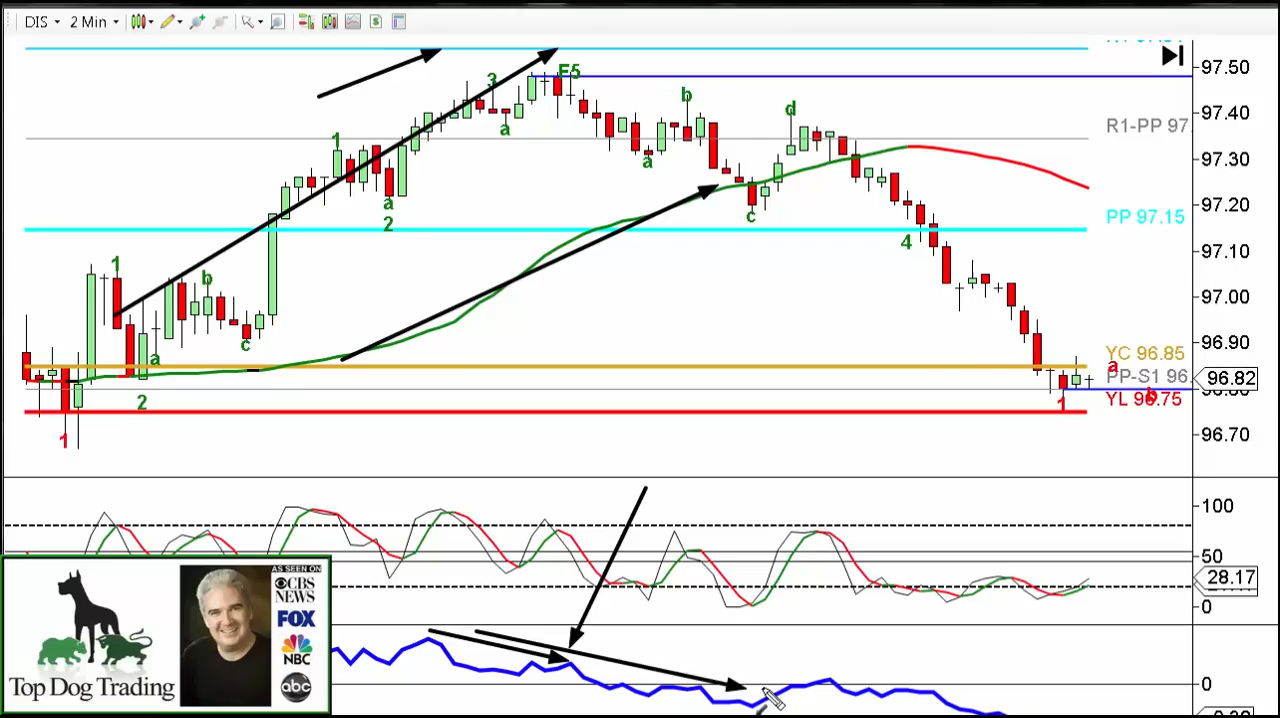 DIS 2 Min
97.50
97.40
97.30
97.20
97.10
97.00
96.90
96.82
96.70
R1-PP 97.
PP 97.15
YC 96.85
PP-S1 96.
YL 96.75
1
2
a
b
c
1
a
2
3
a
F5
a
b
c
d
4
1
1
a
b
100
50
28.17
0
0
AS SEEN ON
CBS
NEWS
FOX
NBC
abc
Top Dog Trading